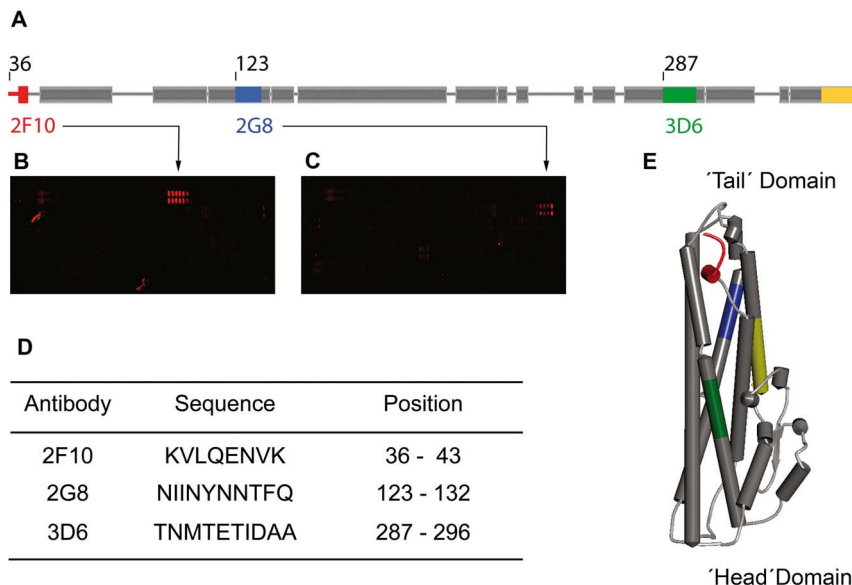 A
36 123 287
2F10 2G8 3D6
B C E
´Tail´ Domain
D
Antibody Sequence Position
2F10 KVLQENVK 36 - 43
2G8 NIINYNNTFQ 123 - 132
3D6 TNMTETIDAA 287 - 296
´Head´Domain